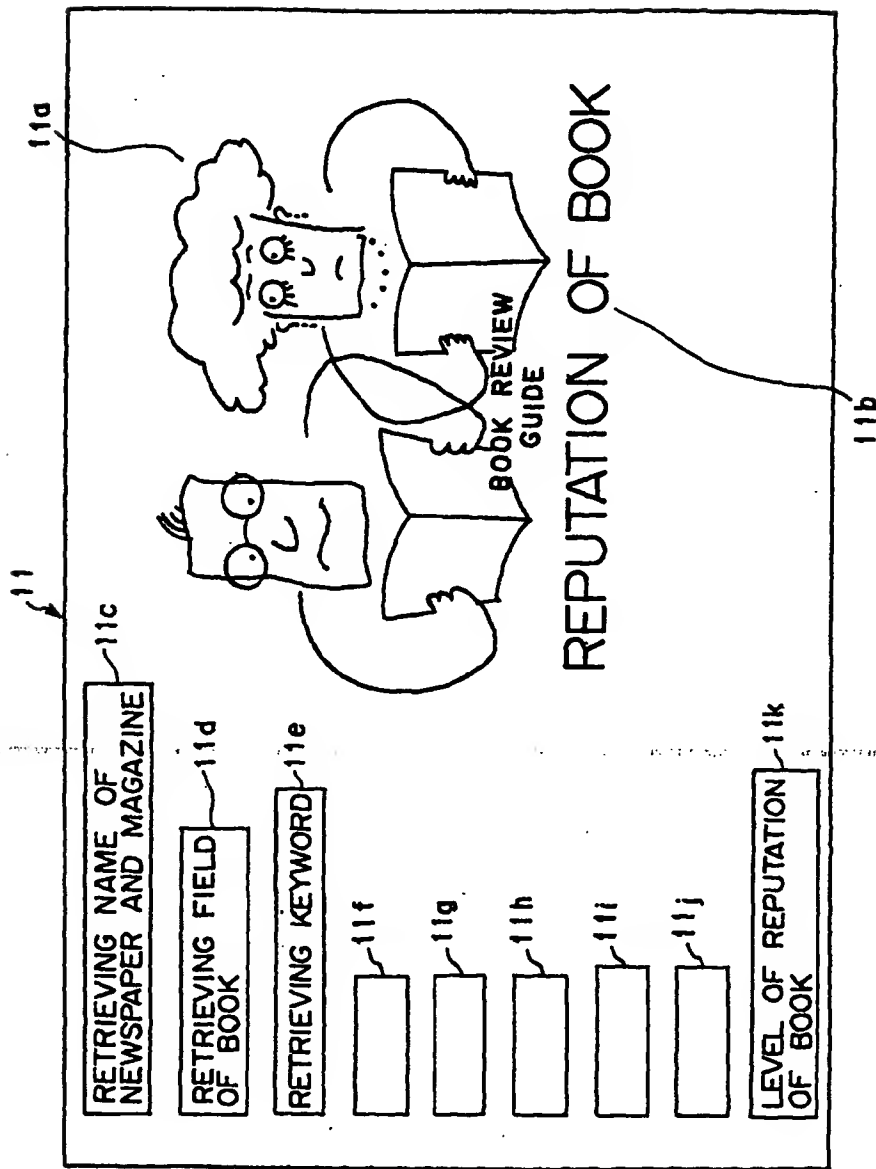 11
RETRIEVING NAME OF
NEWSPAPER AND MAGAZINE
11c
RETRIEVING FIELD
OF BOOK
11d
RETRIEVING KEYWORD
11e
11f
11g
11h
11i
11j
LEVEL OF REPUTATION
OF BOOK
11k
11a
BOOK REVIEW
GUIDE
REPUTATION OF BOOK
11b